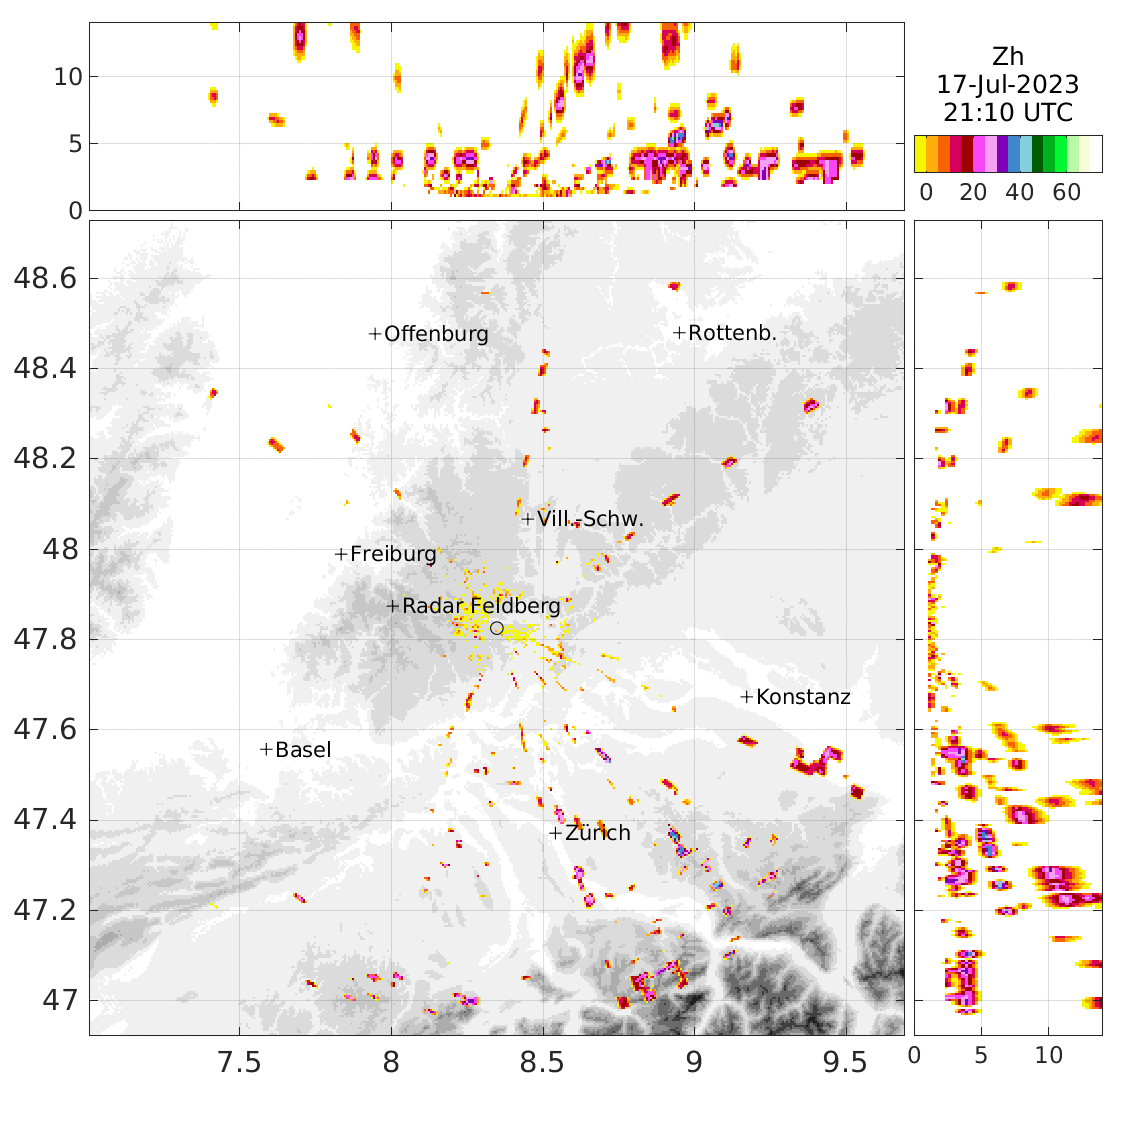 10
5
0
Zh
17-Jul-2023
21:10 UTC
0 20 40 60
48.6
48.4
48.2
48
47.8
47.6
47.4
47.2
47
+Offenburg
+Rottenb.
+Vill.-Schw.
+Freiburg
+Radar Feldberg
+Konstanz
+Basel
+Zürich
7.5 8 8.5 9 9.5
0 5 10